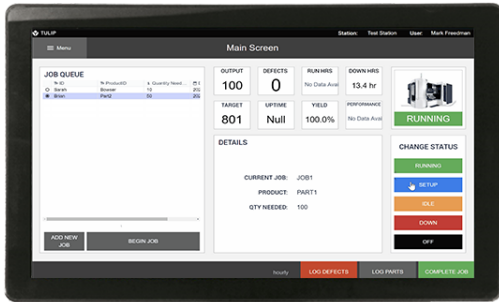 TULIP
Station: Test Station User: Mark Freedman
Menu
Main Screen
JOB QUEUE
ID ProductID Quantity Need...
Sarah Bowser 10 202
Brian Part2 50 202
ADD NEW JOB
BEGIN JOB
OUTPUT
100
DEFECTS
0
RUN HRS
No Data Avai
DOWN HRS
13.4 hr
TARGET
801
UPTIME
Null
YIELD
100.0%
PERFORMANCE
No Data Avai
DETAILS
CURRENT JOB: JOB1
PRODUCT: PART1
QTY NEEDED: 100
RUNNING
CHANGE STATUS
RUNNING
SETUP
IDLE
DOWN
OFF
hourly
LOG DEFECTS
LOG PARTS
COMPLETE JOB